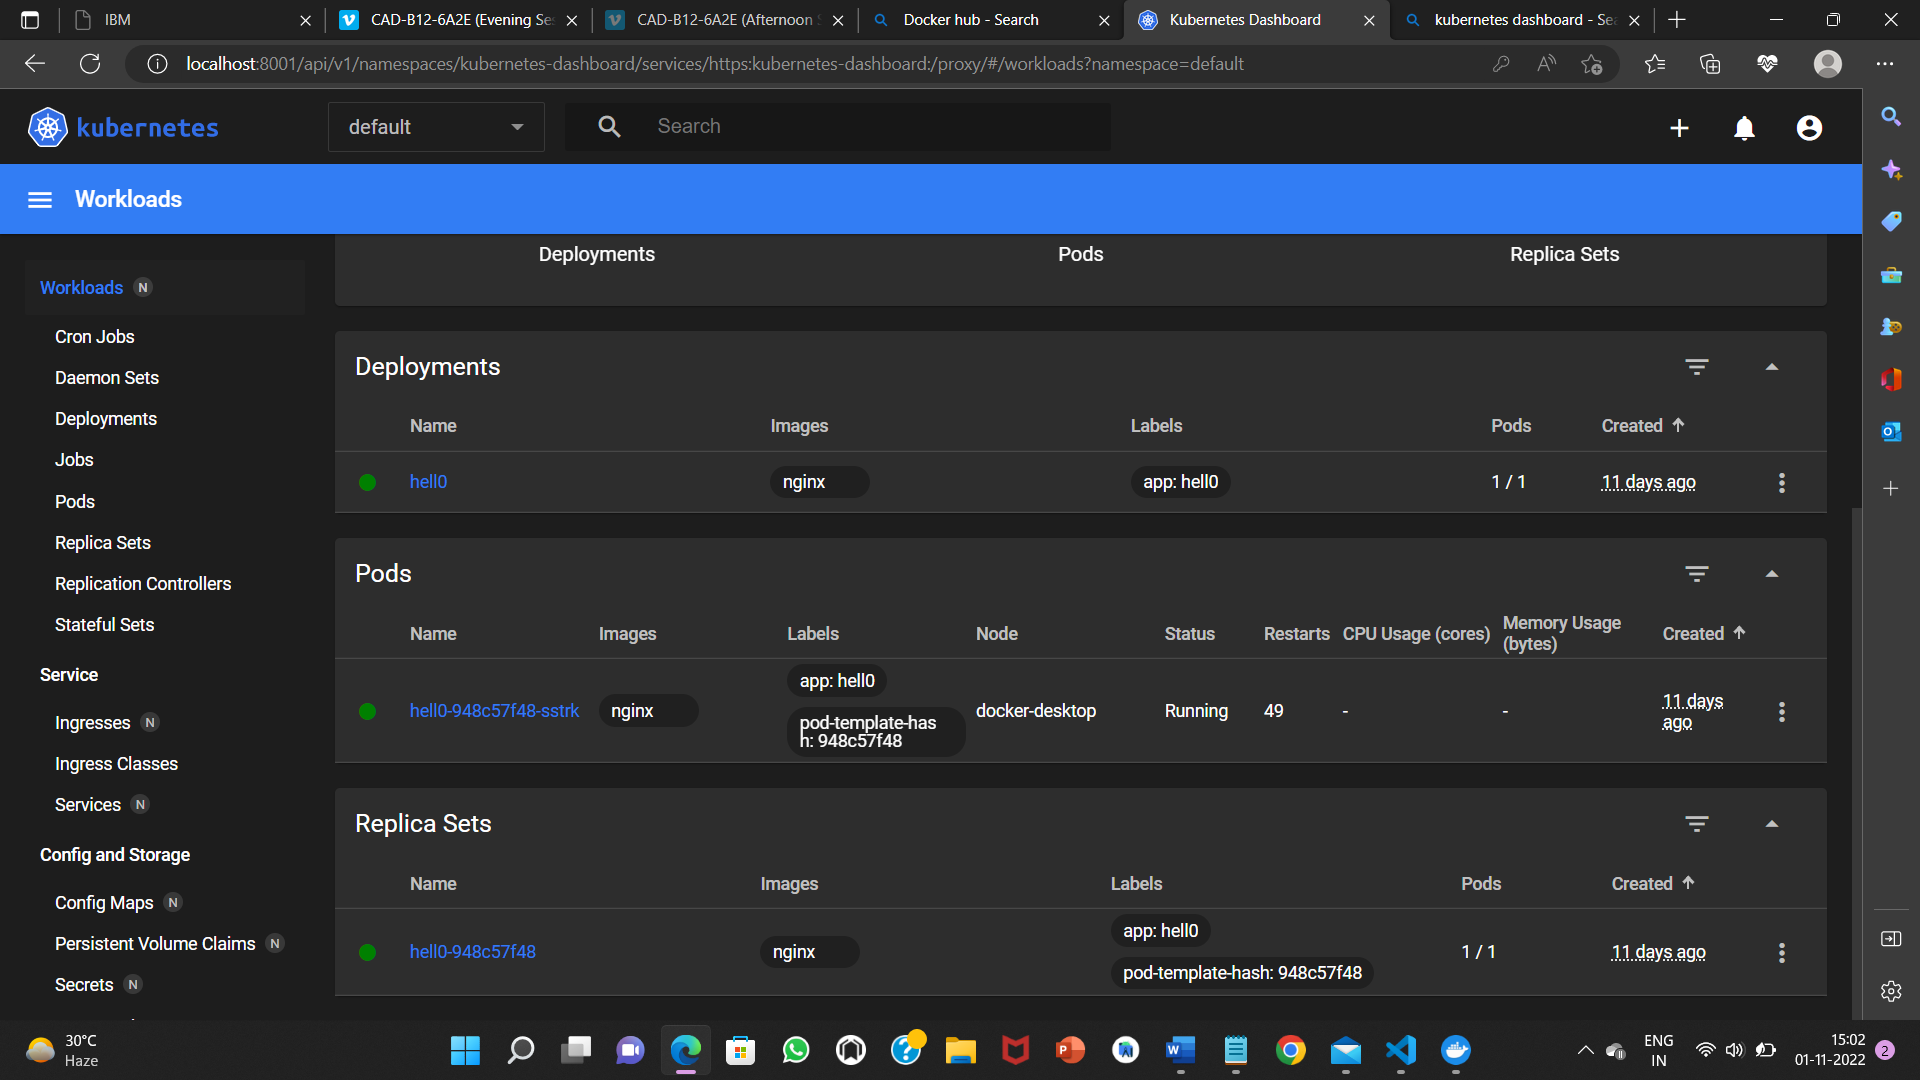 IBM
CAD-B12-6A2E (Evening Ses
CAD-B12-6A2E (Afternoon S
Docker hub - Search
Kubernetes Dashboard
kubernetes dashboard - Sea
localhost:8001/api/v1/namespaces/kubernetes-dashboard/services/https:kubernetes-dashboard:/proxy/#/workloads?namespace=default
kubernetes
default
Search
Workloads
Deployments
Pods
Replica Sets
Workloads N
Cron Jobs
Daemon Sets
Deployments
Jobs
Pods
Replica Sets
Replication Controllers
Stateful Sets
Service
Ingresses N
Ingress Classes
Services N
Config and Storage
Config Maps N
Persistent Volume Claims N
Secrets N
Deployments
Name Images Labels Pods Created
hell0 nginx app: hell0 1 / 1 11 days ago
Pods
Name Images Labels Node Status Restarts CPU Usage (cores) Memory Usage
(bytes) Created
hell0-948c57f48-sstrk nginx app: hell0
pod-template-has
h: 948c57f48
docker-desktop Running 49 - - 11 days
ago
Replica Sets
Name Images Labels Pods Created
hell0-948c57f48 nginx app: hell0
pod-template-hash: 948c57f48
1 / 1 11 days ago
30°C
Haze
ENG
IN
15:02
01-11-2022
2